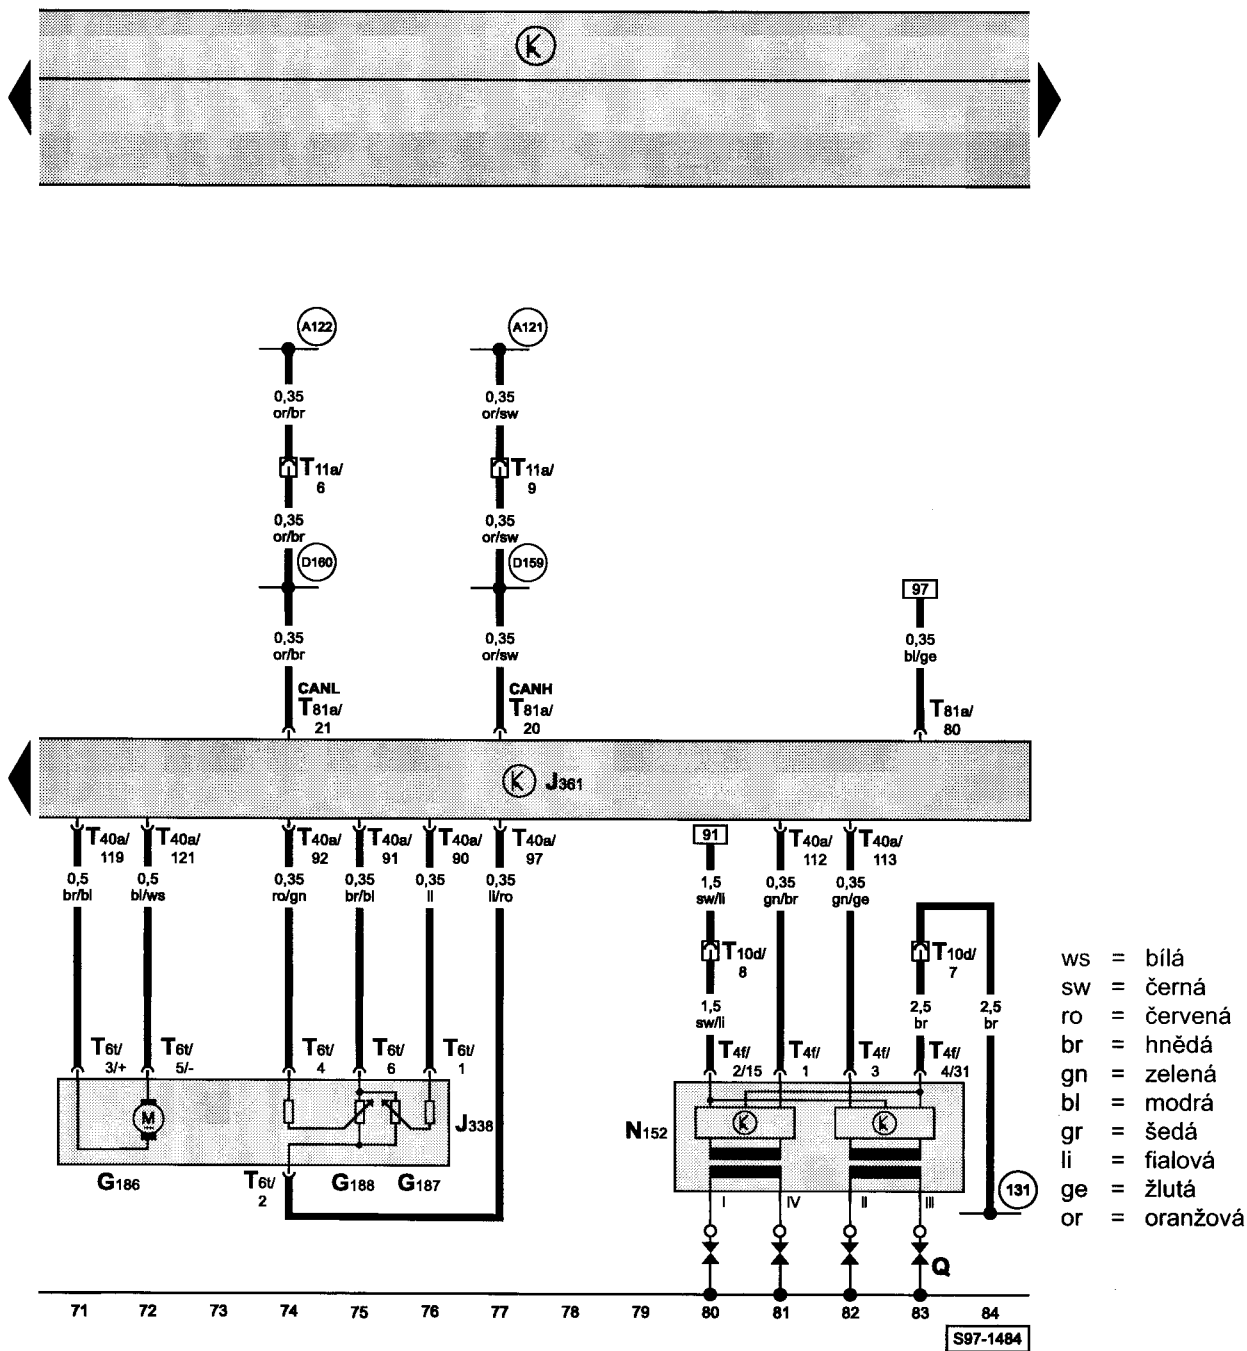 A122 A121
0,35 0,35
or/br or/sw
T11a/ T11a/
6 9
0,35 0,35
or/br or/sw
D160 D159
97
0,35 0,35 0,35
or/br or/sw bl/ge
CANL CANH
T81a/ T81a/ T81a/
21 20 80
J361
T40a/ T40a/ T40a/ T40a/ T40a/ T40a/ 91 T40a/ T40a/
119 121 92 91 90 97 112 113
0,5 0,5 0,35 0,35 0,35 0,35 1,5 0,35 0,35
br/bl bl/ws ro/gn br/bl li li/ro sw/li gn/br gn/ge
T10d/ T10d/
8 7
1,5 2,5 2,5
sw/li br br
T6t/ T6t/ T6t/ T6t/ T6t/ T4f/ T4f/ T4f/ T4f/
3/+ 5/- 4 6 1 2/15 1 3 4/31
M J338 N152
G186 T6t/ G188 G187
2
I IV II III 131
Q
71 72 73 74 75 76 77 78 79 80 81 82 83 84
S97-1484
ws = bílá
sw = černá
ro = červená
br = hnědá
gn = zelená
bl = modrá
gr = šedá
li = fialová
ge = žlutá
or = oranžová